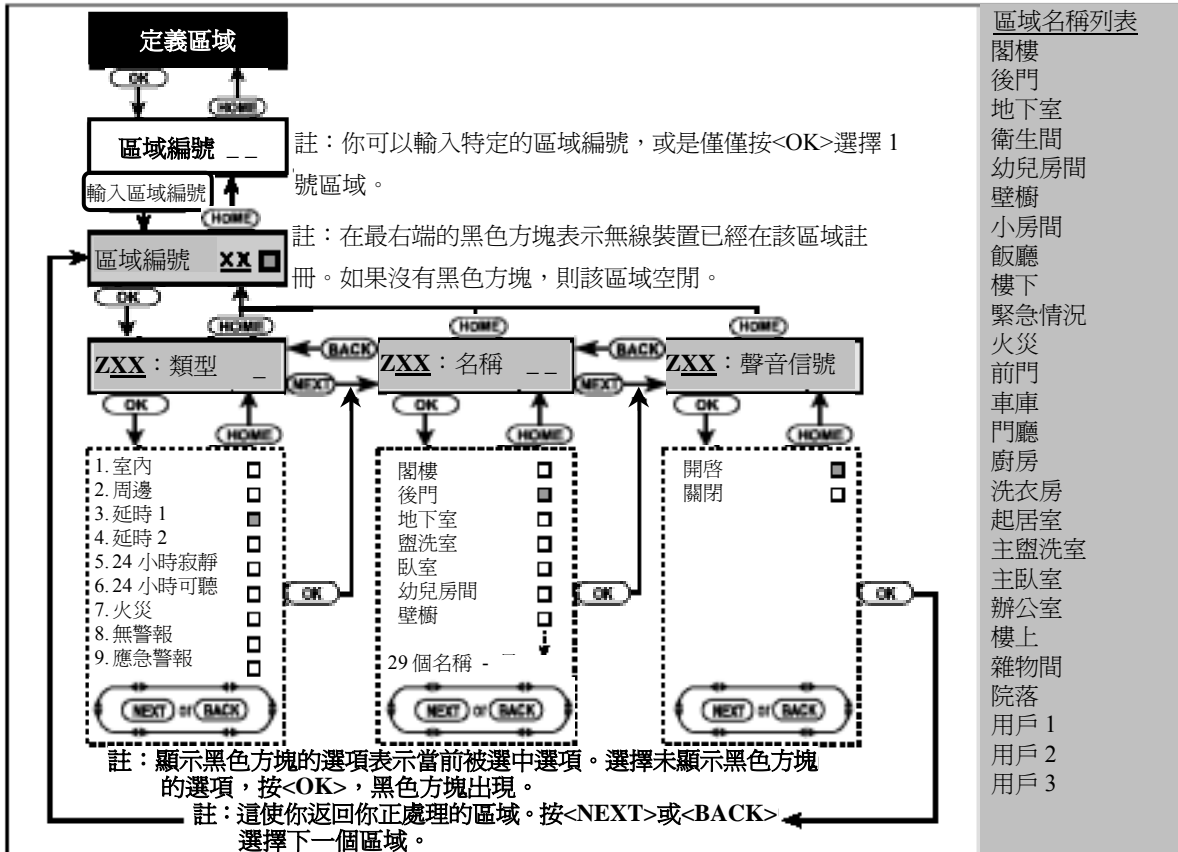 定義區域
OK
HOME
區域編號 _ _
註：你可以輸入特定的區域編號，或是僅僅按<OK>選擇 1
號區域。
輸入區域編號
HOME
區域編號 XX
註：在最右端的黑色方塊表示無線裝置已經在該區域註
冊。如果沒有黑色方塊，則該區域空閒。
OK
HOME
HOME
HOME
ZXX：類型 _
BACK
NEXT
ZXX：名稱 _ _
BACK
NEXT
ZXX：聲音信號
OK
HOME
OK
HOME
OK
HOME
1. 室內
2. 周邊
3. 延時 1
4. 延時 2
5. 24 小時寂靜
6. 24 小時可聽
7. 火災
8. 無警報
9. 應急警報
NEXT or BACK
OK
閣樓
後門
地下室
盥洗室
臥室
幼兒房間
壁櫥
29 個名稱 -
NEXT or BACK
OK
開啓
關閉
NEXT or BACK
OK
註：顯示黑色方塊的選項表示當前被選中選項。選擇未顯示黑色方塊
的選項，按<OK>，黑色方塊出現。
註：這使你返回你正處理的區域。按<NEXT>或<BACK>
選擇下一個區域。
區域名稱列表
閣樓
後門
地下室
衛生間
幼兒房間
壁櫥
小房間
飯廳
樓下
緊急情況
火災
前門
車庫
門廳
廚房
洗衣房
起居室
主盥洗室
主臥室
辦公室
樓上
雜物間
院落
用戶 1
用戶 2
用戶 3